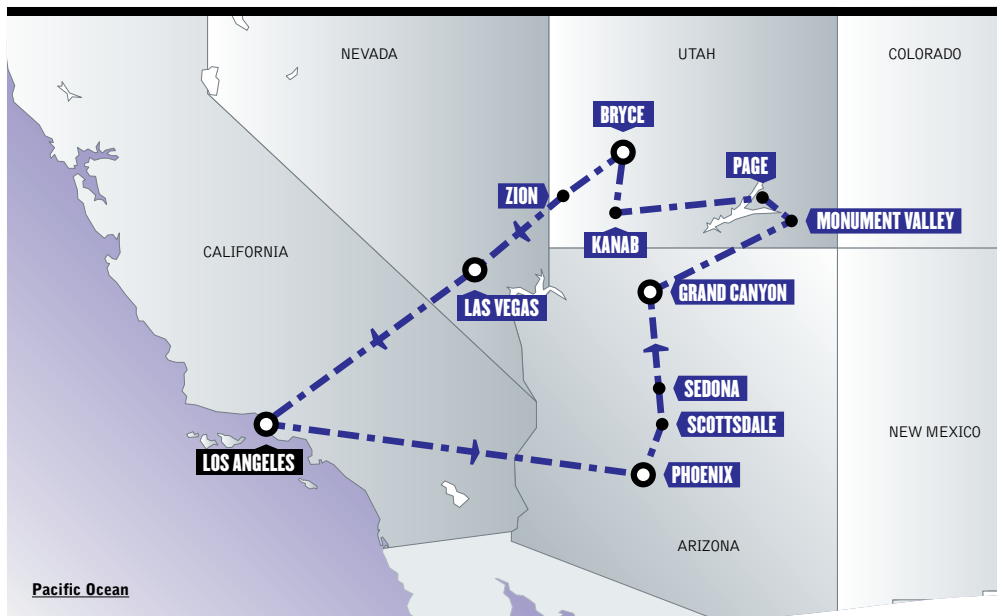 NEVADA
UTAH
COLORADO
BRYCE
PAGE
ZION
MONUMENT VALLEY
KANAB
CALIFORNIA
GRAND CANYON
LAS VEGAS
SEDONA
SCOTTSDALE
NEW MEXICO
LOS ANGELES
PHOENIX
ARIZONA
Pacific Ocean